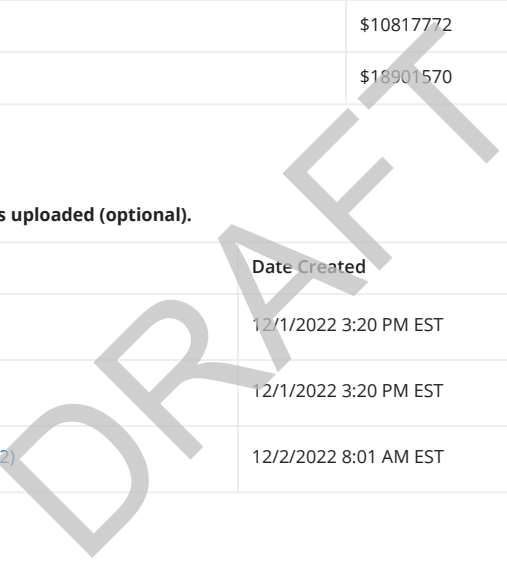 $10817772
$18901570
s uploaded (optional).
Date Created
12/1/2022 3:20 PM EST
12/1/2022 3:20 PM EST
2) 12/2/2022 8:01 AM EST
DRAFT